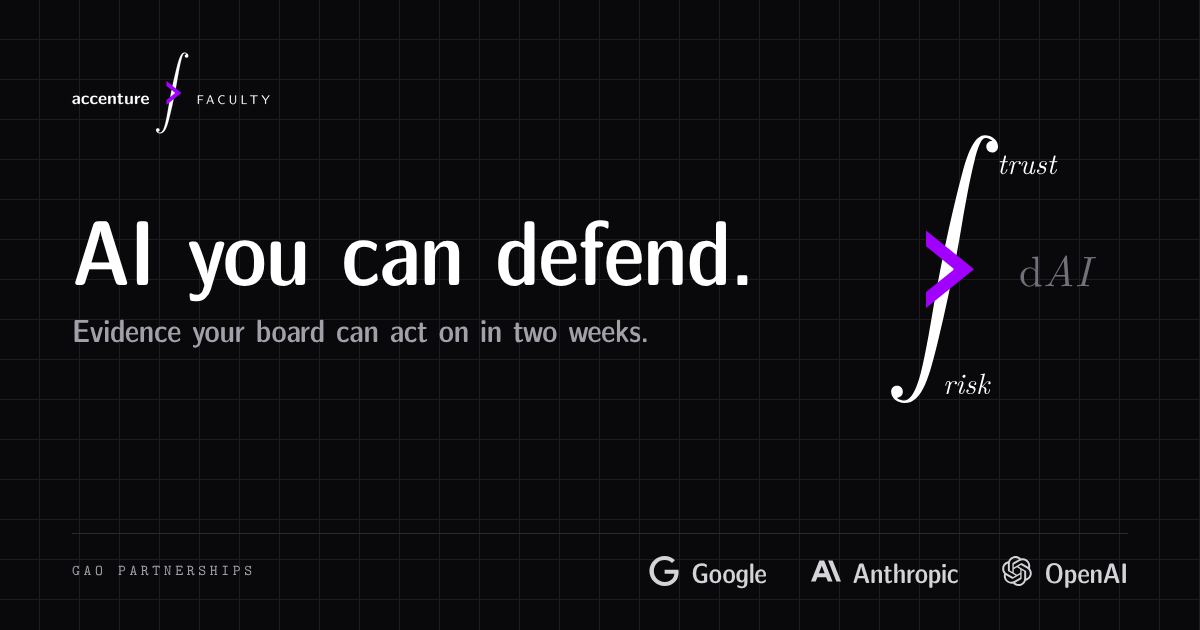 accenture FACULTY
AI you can defend.
Evidence your board can act on in two weeks.
trust
dAI
risk
GAO PARTNERSHIPS
Google Anthropic OpenAI